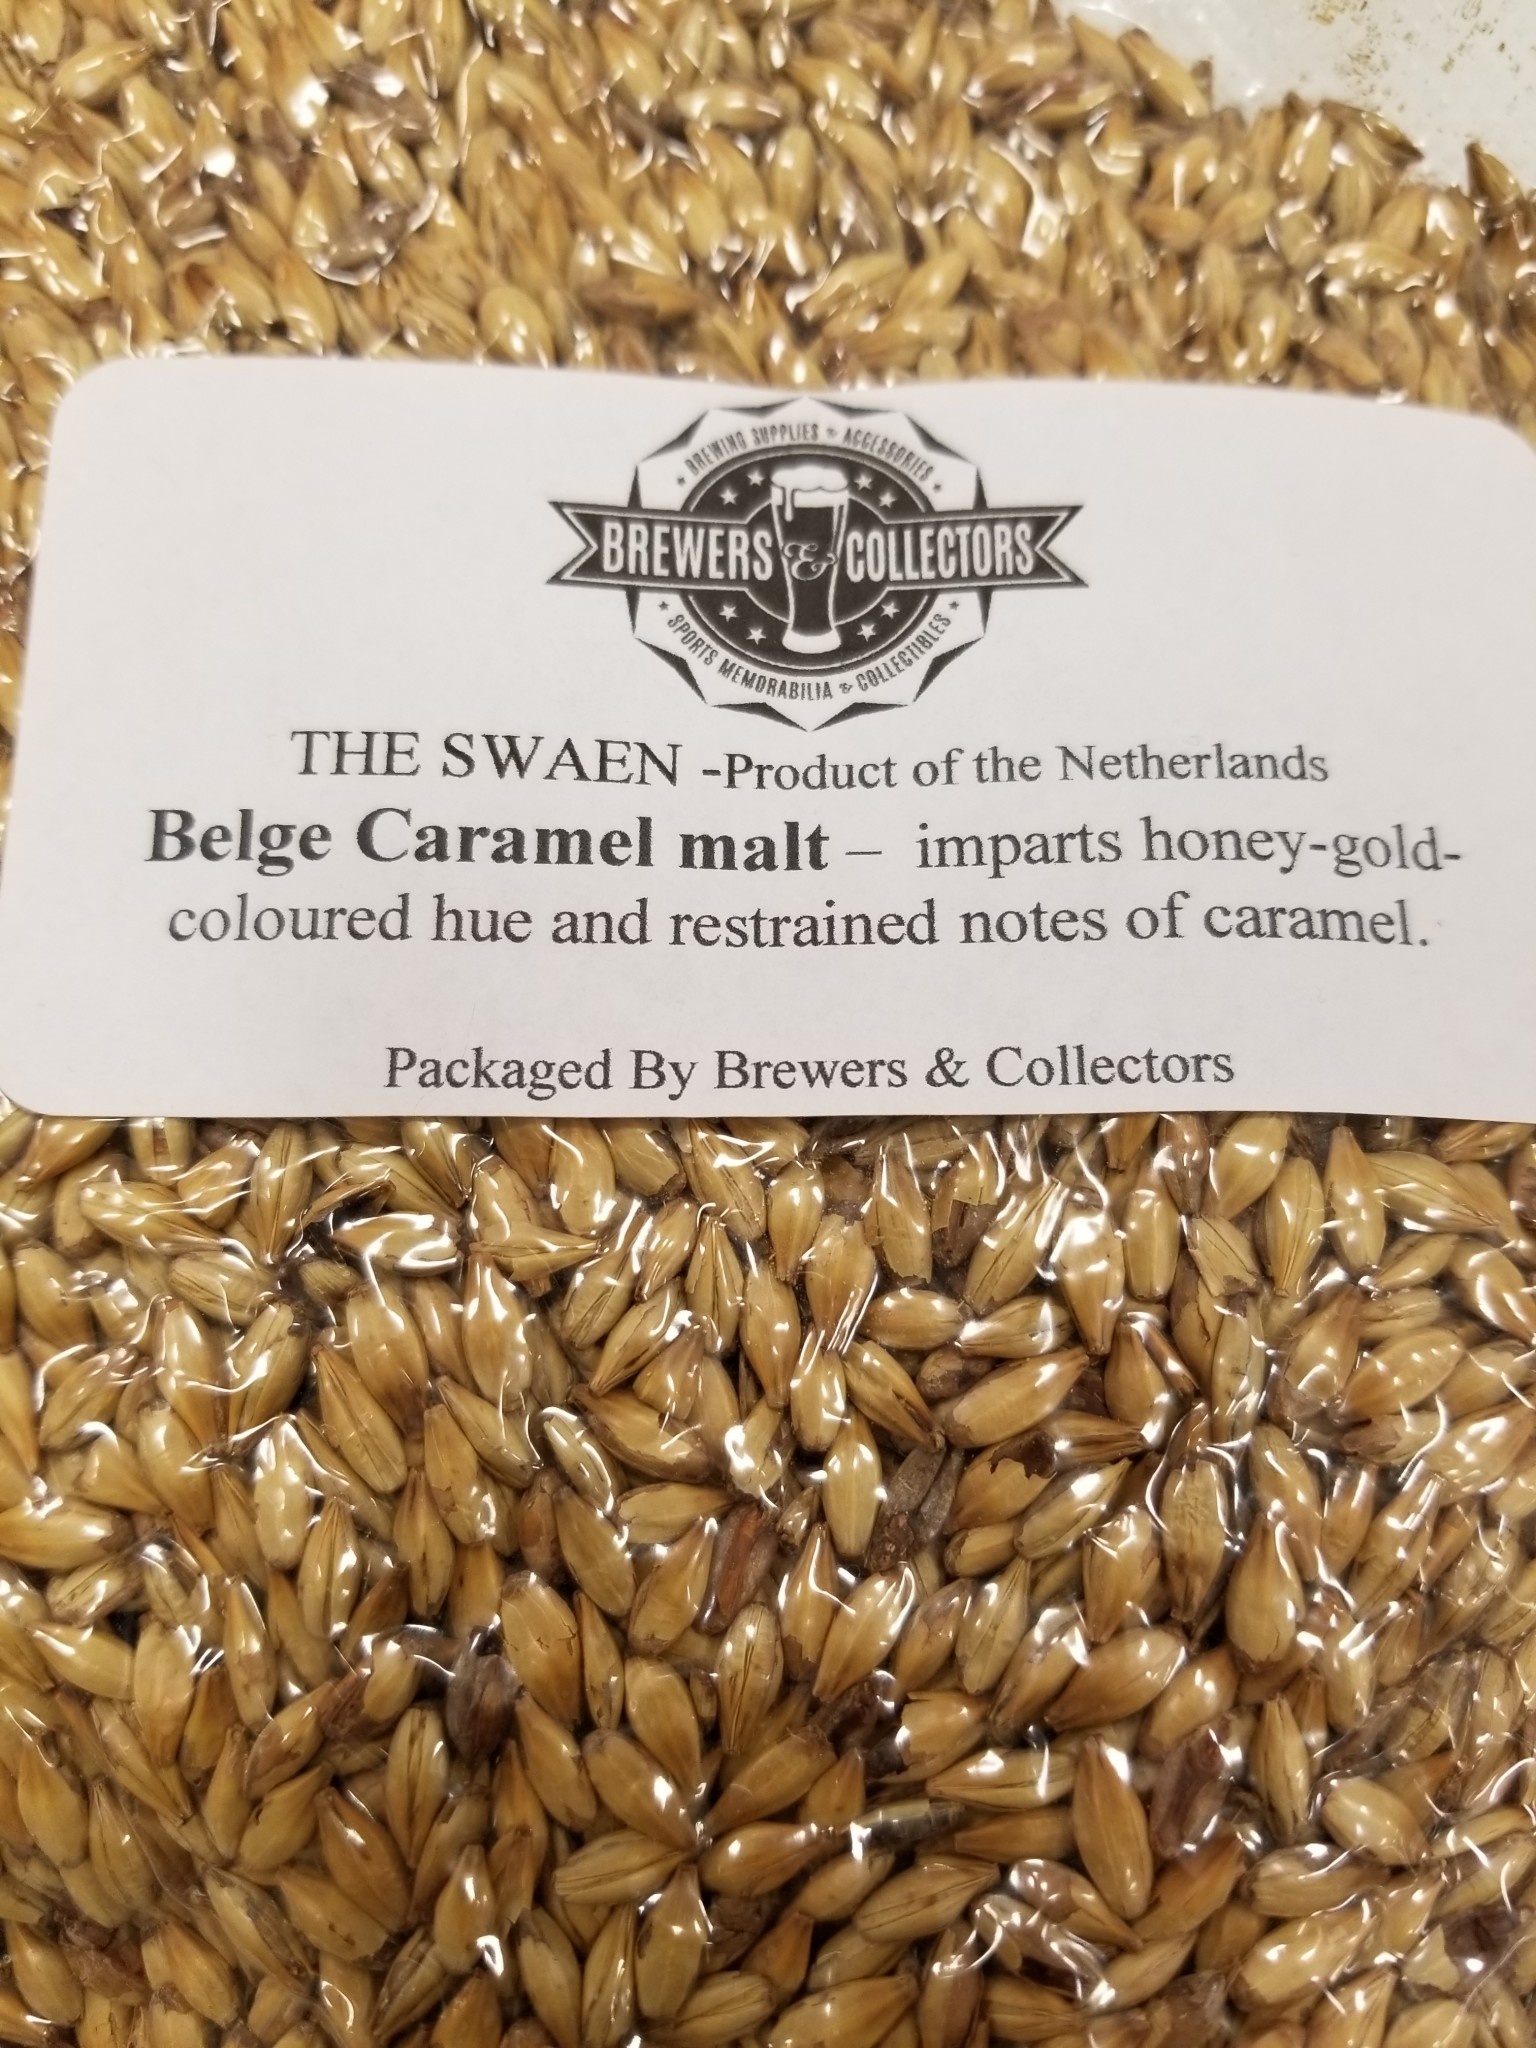 BREWING SUPPLIES & ACCESSORIES
BREWERS & COLLECTORS
SPORTS MEMORABILIA & COLLECTIBLES
THE SWAEN -Product of the Netherlands
Belge Caramel malt – imparts honey-gold-
coloured hue and restrained notes of caramel.
Packaged By Brewers & Collectors